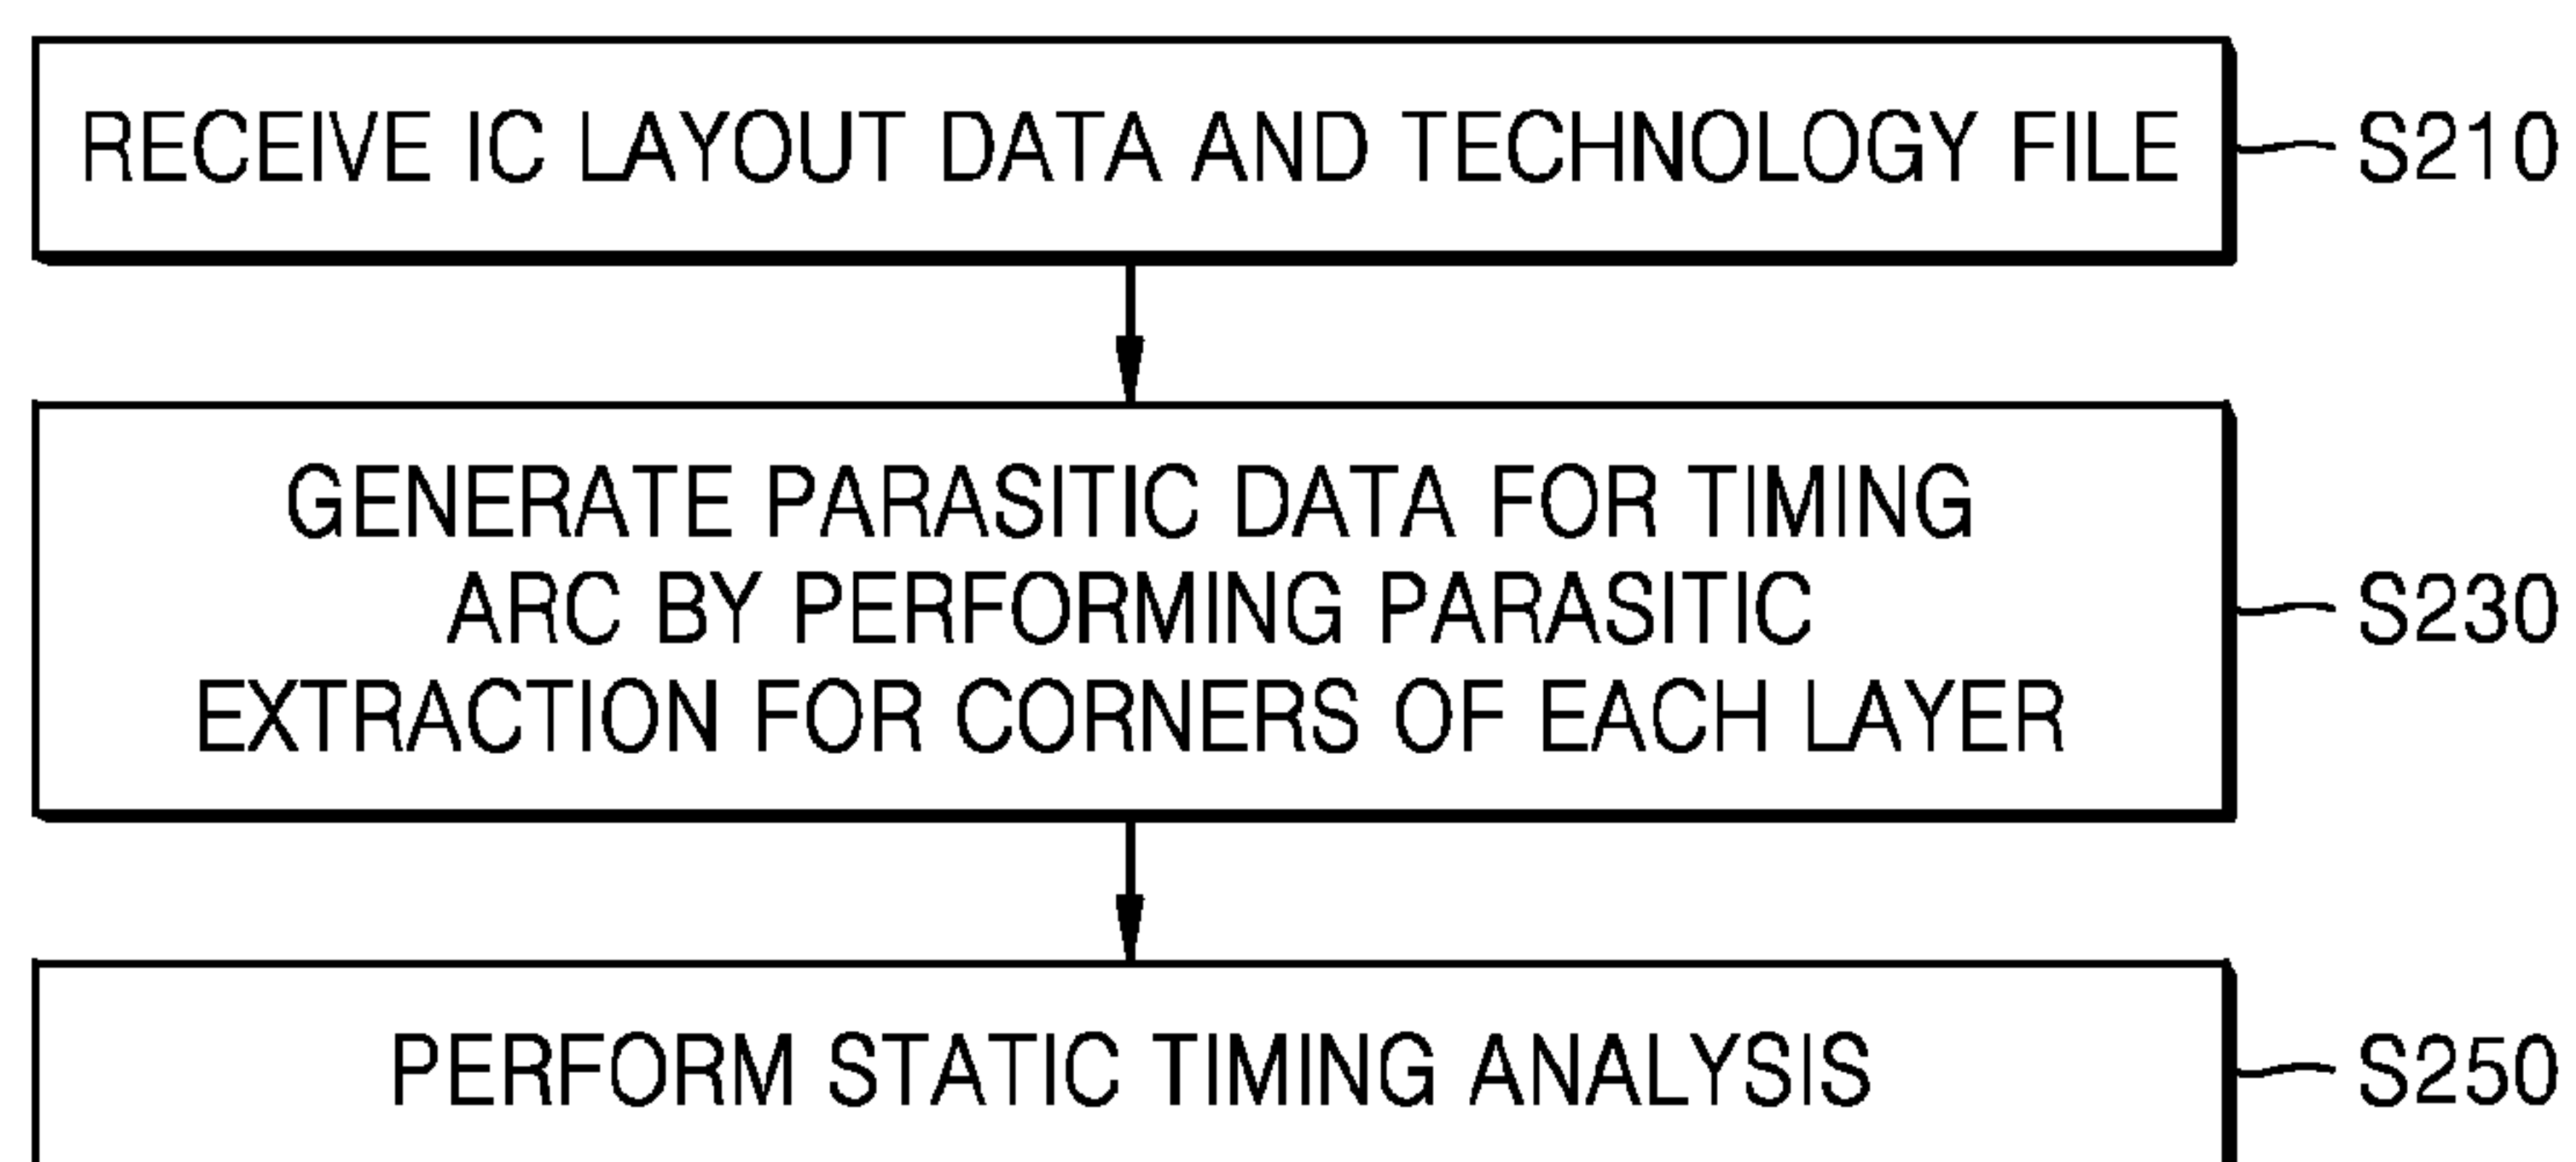 RECEIVE IC LAYOUT DATA AND TECHNOLOGY FILE
S210
GENERATE PARASITIC DATA FOR TIMING
ARC BY PERFORMING PARASITIC
EXTRACTION FOR CORNERS OF EACH LAYER
S230
PERFORM STATIC TIMING ANALYSIS
S250